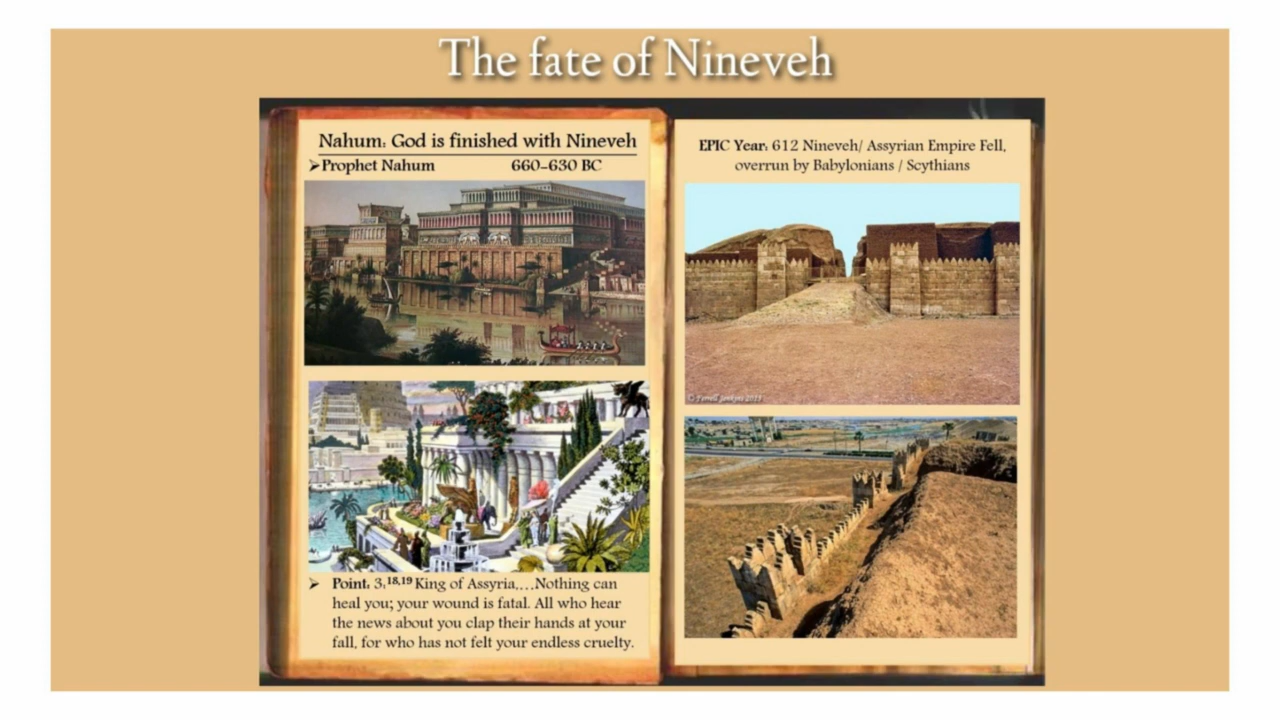 The fate of Nineveh
Nahum: God is finished with Nineveh
➢Prophet Nahum 660-630 BC
➢ Point: 3:18,19 King of Assyria,...Nothing can
heal you; your wound is fatal. All who hear
the news about you clap their hands at your
fall, for who has not felt your endless cruelty.
EPIC Year: 612 Nineveh/ Assyrian Empire Fell,
overrun by Babylonians / Scythians
© Ferrell Jenkins 2013